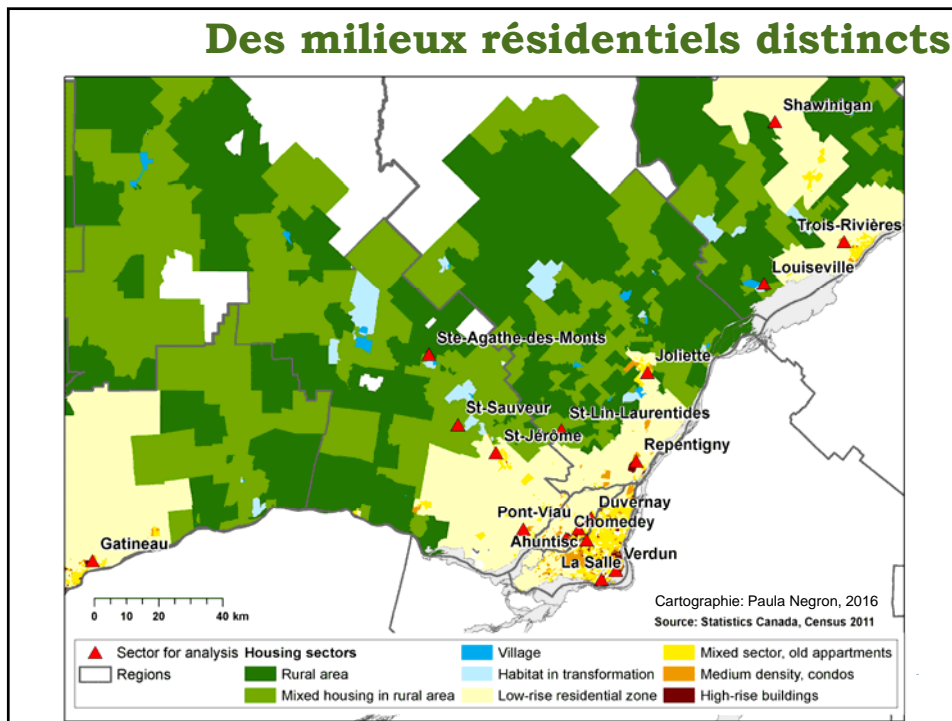 Des milieux résidentiels distincts
Shawinigan
Trois-Rivières
Louiseville
Ste-Agathe-des-Monts
Joliette
St-Sauveur
St-Lin-Laurentides
St-Jérôme
Repentigny
Duvernay
Pont-Viau
Chomedey
Ahuntisc
Gatineau
Verdun
La Salle
0 20 40 km
Cartographie: Paula Negron, 2016
Source: Statistics Canada, Census 2011
Sector for analysis
Regions
Housing sectors
Rural area
Mixed housing in rural area
Village
Habitat in transformation
Low-rise residential zone
Mixed sector, old appartments
Medium density, condos
High-rise buildings